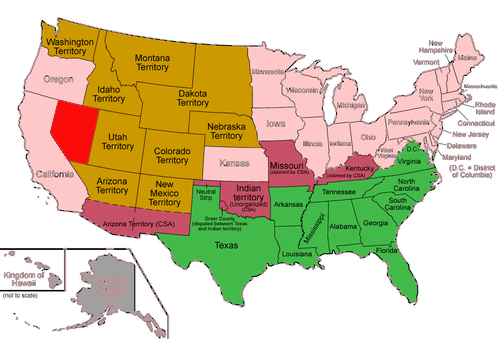 Washington
Territory
Montana
Territory
Oregon
Idaho
Territory
Dakota
Territory
Minnesota
Wisconsin
Michigan
New
Hampshire
Vermont
Maine
New
York
Massachusetts
Rhode
Island
Connecticut
New Jersey
Delaware
Maryland
(D.C. - District
of Columbia)
Pennsylvania
Nebraska
Territory
Iowa
Illinois
Indiana
Ohio
West
Virginia
D.C.
Virginia
Utah
Territory
Colorado
Territory
Kansas
Missouri
(claimed by CSA)
Kentucky
(claimed by CSA)
California
Arizona
Territory
New
Mexico
Territory
Neutral
Strip
Indian
territory
(Unorganized)
(CSA)
Arkansas
Tennessee
North
Carolina
South
Carolina
Arizona Territory (CSA)
Greer County
(disputed between Texas
and Indian territory)
Texas
Louisiana
Mississippi
Alabama
Georgia
Florida
Kingdom of
Hawaii
(not to scale)